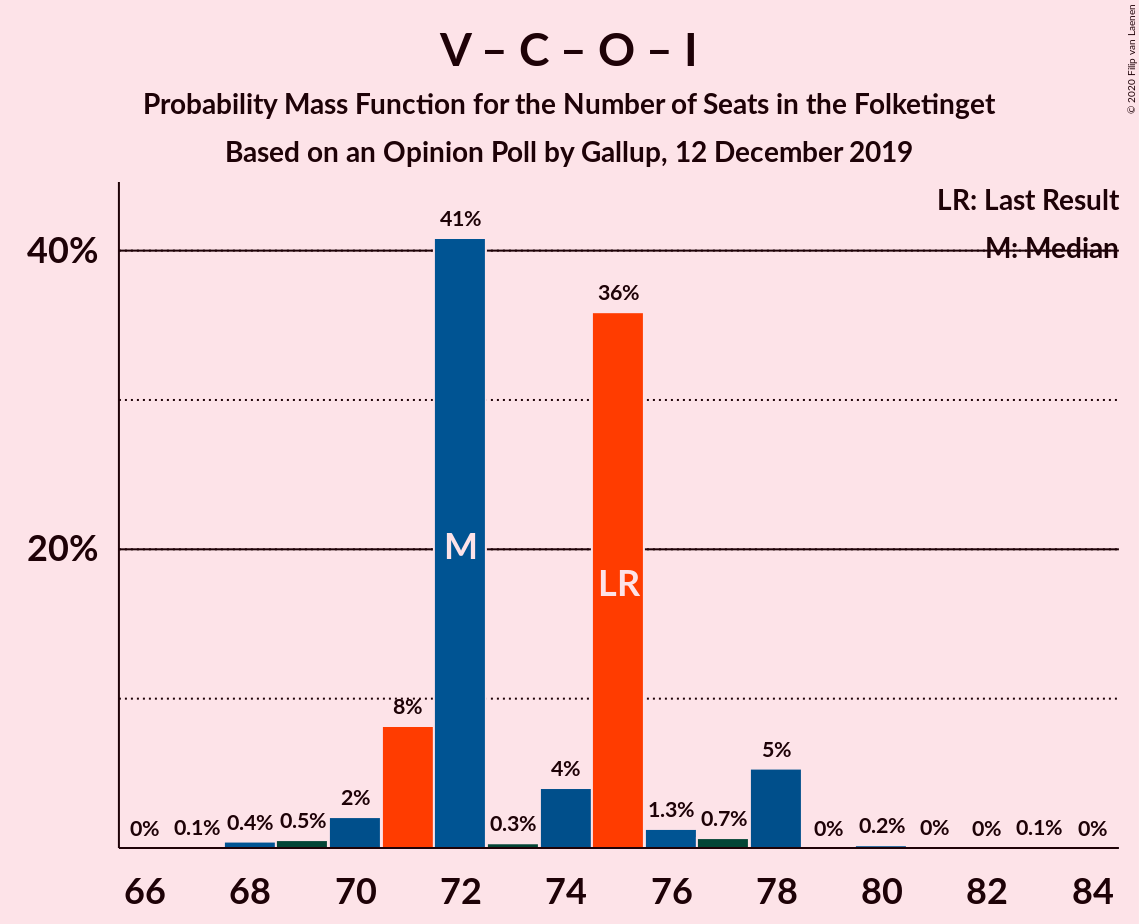 V – C – O – I
Probability Mass Function for the Number of Seats in the Folketinget
Based on an Opinion Poll by Gallup, 12 December 2019
© 2020 Filip van Laenen
LR: Last Result
M: Median
40%
20%
0%
0.1%
0.4%
0.5%
2%
8%
41%
0.3%
4%
36%
1.3%
0.7%
5%
0%
0.2%
0%
0%
0.1%
0%
M
LR
66 68 70 72 74 76 78 80 82 84